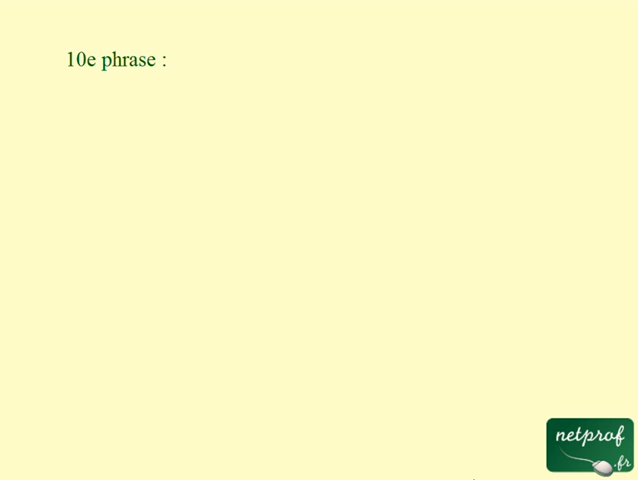 10e phrase :
netprof
.fr